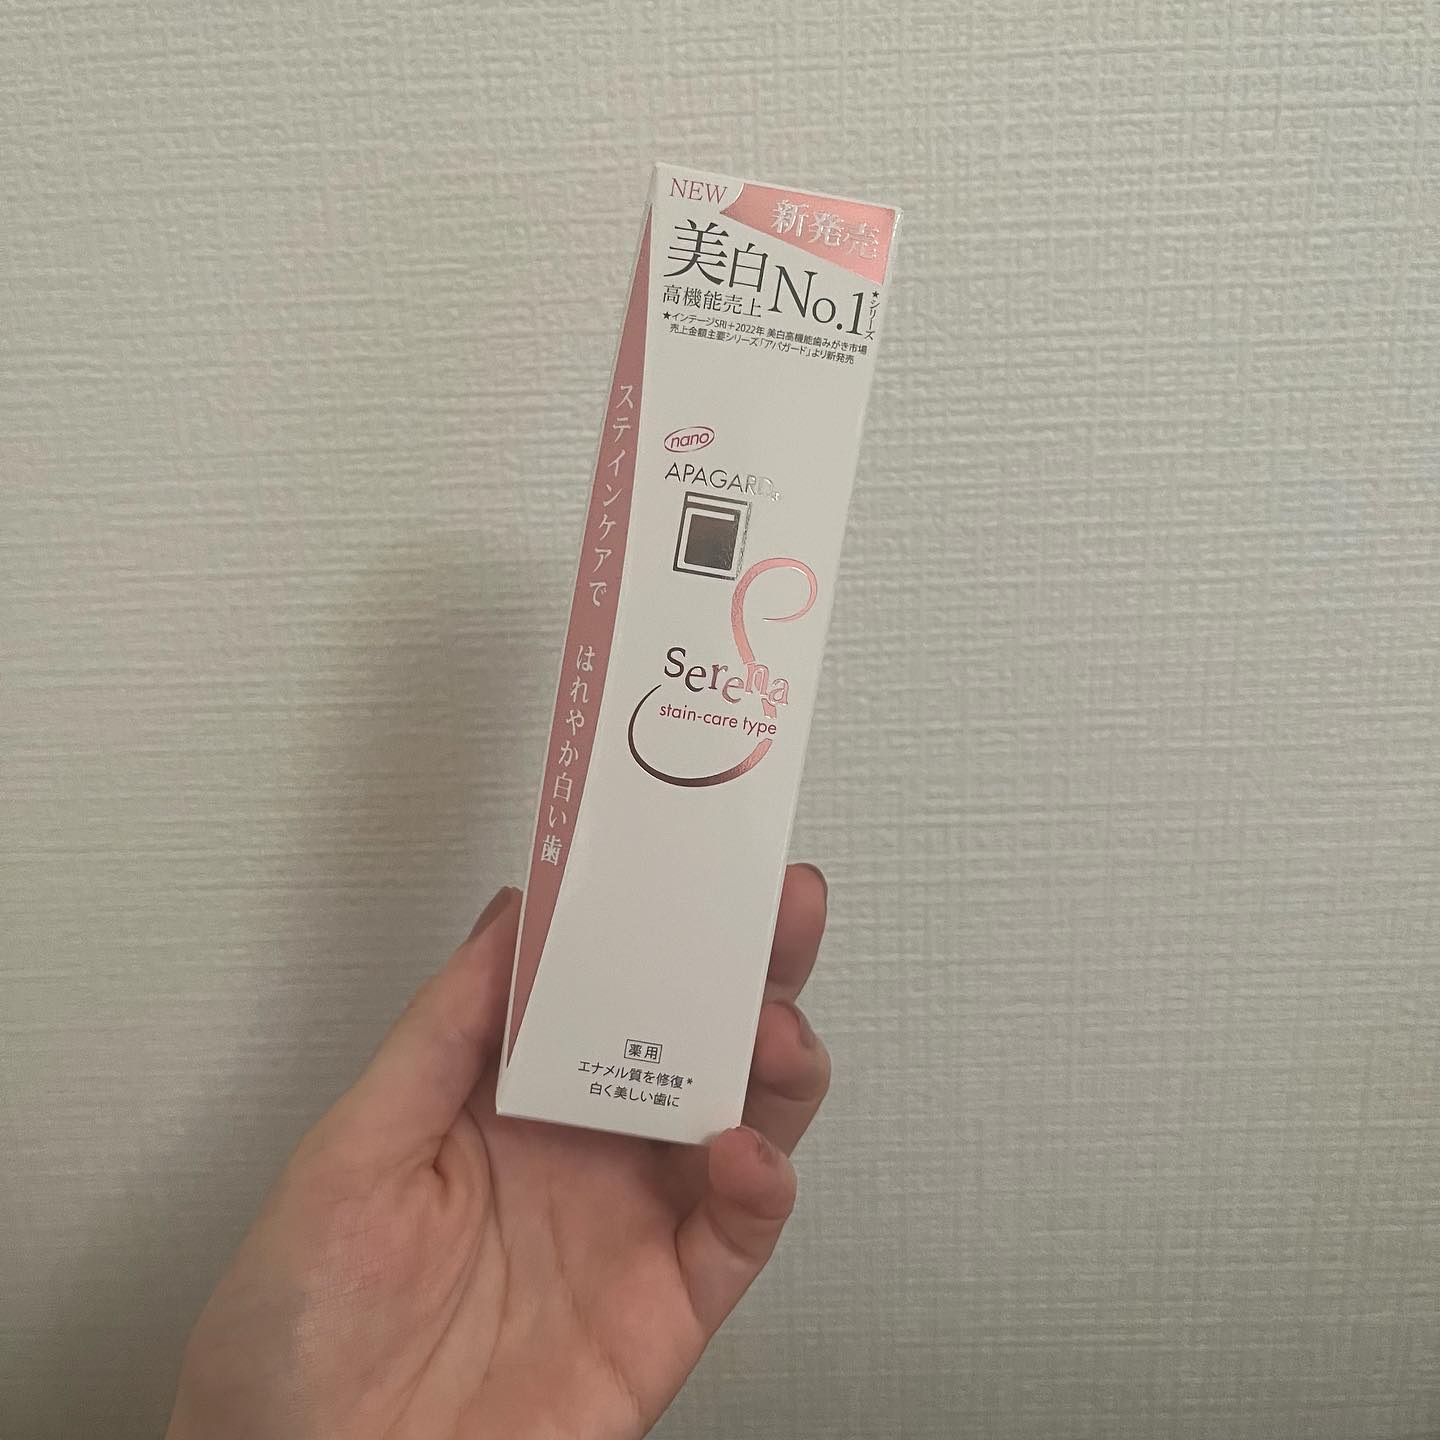 NEW
新発売
美白
高機能売上
No.1
★シリーズ
★インテージSRI+2022年 美白高機能歯みがき市場
売上金額主要シリーズ「アパガード」より新発売
ステインケアで はれやか白い歯
nano
APAGARD®
S
Serena
stain-care type
薬用
エナメル質を修復*
白く美しい歯に